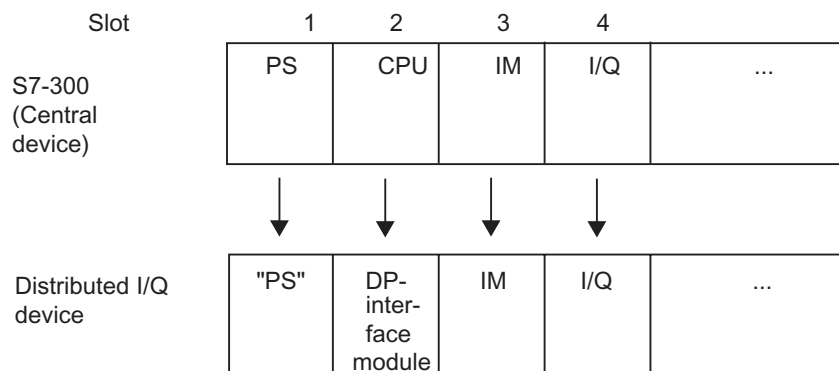 Slot 1 2 3 4
PS CPU IM I/Q ...
S7-300
(Central
device)
"PS" DP- IM I/Q ...
Distributed I/Q
device
inter-
face
module